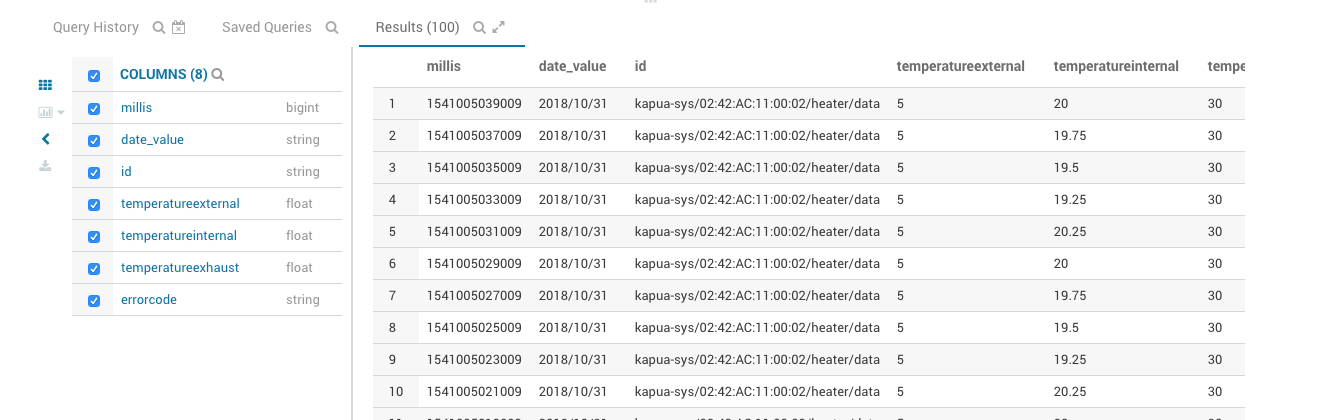 Query History Saved Queries Results (100)
COLUMNS (8)
millis bigint
date_value string
id string
temperatureexternal float
temperatureinternal float
temperatureexhaust float
errorcode string
millis date_value id temperatureexternal temperatureinternal tempe
1 1541005039009 2018/10/31 kapua-sys/02:42:AC:11:00:02/heater/data 5 20 30
2 1541005037009 2018/10/31 kapua-sys/02:42:AC:11:00:02/heater/data 5 19.75 30
3 1541005035009 2018/10/31 kapua-sys/02:42:AC:11:00:02/heater/data 5 19.5 30
4 1541005033009 2018/10/31 kapua-sys/02:42:AC:11:00:02/heater/data 5 19.25 30
5 1541005031009 2018/10/31 kapua-sys/02:42:AC:11:00:02/heater/data 5 20.25 30
6 1541005029009 2018/10/31 kapua-sys/02:42:AC:11:00:02/heater/data 5 20 30
7 1541005027009 2018/10/31 kapua-sys/02:42:AC:11:00:02/heater/data 5 19.75 30
8 1541005025009 2018/10/31 kapua-sys/02:42:AC:11:00:02/heater/data 5 19.5 30
9 1541005023009 2018/10/31 kapua-sys/02:42:AC:11:00:02/heater/data 5 19.25 30
10 1541005021009 2018/10/31 kapua-sys/02:42:AC:11:00:02/heater/data 5 20.25 30